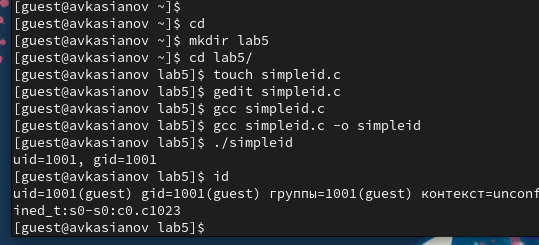 [guest@avkasianov ~]$
[guest@avkasianov ~]$ cd
[guest@avkasianov ~]$ mkdir lab5
[guest@avkasianov ~]$ cd lab5/
[guest@avkasianov lab5]$ touch simpleid.c
[guest@avkasianov lab5]$ gedit simpleid.c
[guest@avkasianov lab5]$ gcc simpleid.c
[guest@avkasianov lab5]$ gcc simpleid.c -o simpleid
[guest@avkasianov lab5]$ ./simpleid
uid=1001, gid=1001
[guest@avkasianov lab5]$ id
uid=1001(guest) gid=1001(guest) группы=1001(guest) контекст=unconf
ined_t:s0-s0:c0.c1023
[guest@avkasianov lab5]$